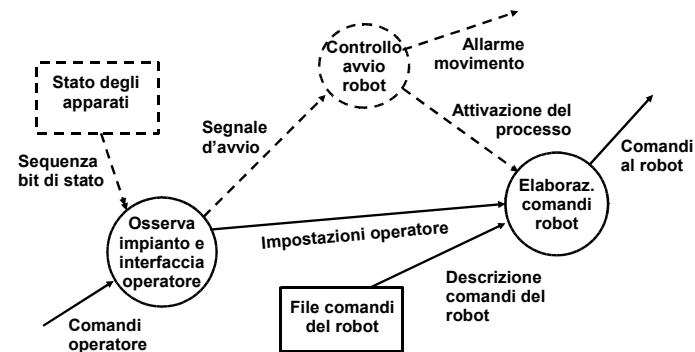 Controllo
avvio
robot
Allarme
movimento
Stato degli
apparati
Segnale
d'avvio
Attivazione del
processo
Sequenza
bit di stato
Comandi
al robot
Elaboraz.
comandi
robot
Osserva
impianto e
interfaccia
operatore
Impostazioni operatore
Descrizione
comandi del
robot
File comandi
del robot
Comandi
operatore